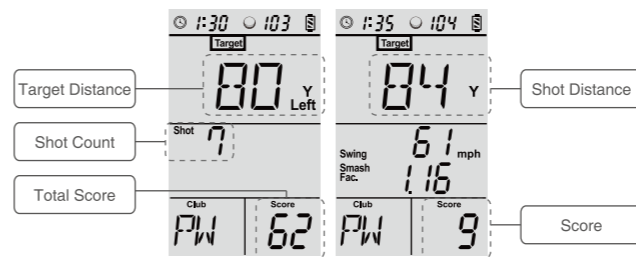 1:30 103
Target
80 Y
Left
Shot 7
Club Score
PW 62
1:35 104
Target
84 Y
Swing 61 mph
Smash
Fac. 1.16
Club Score
PW 9
Target Distance
Shot Count
Total Score
Shot Distance
Score